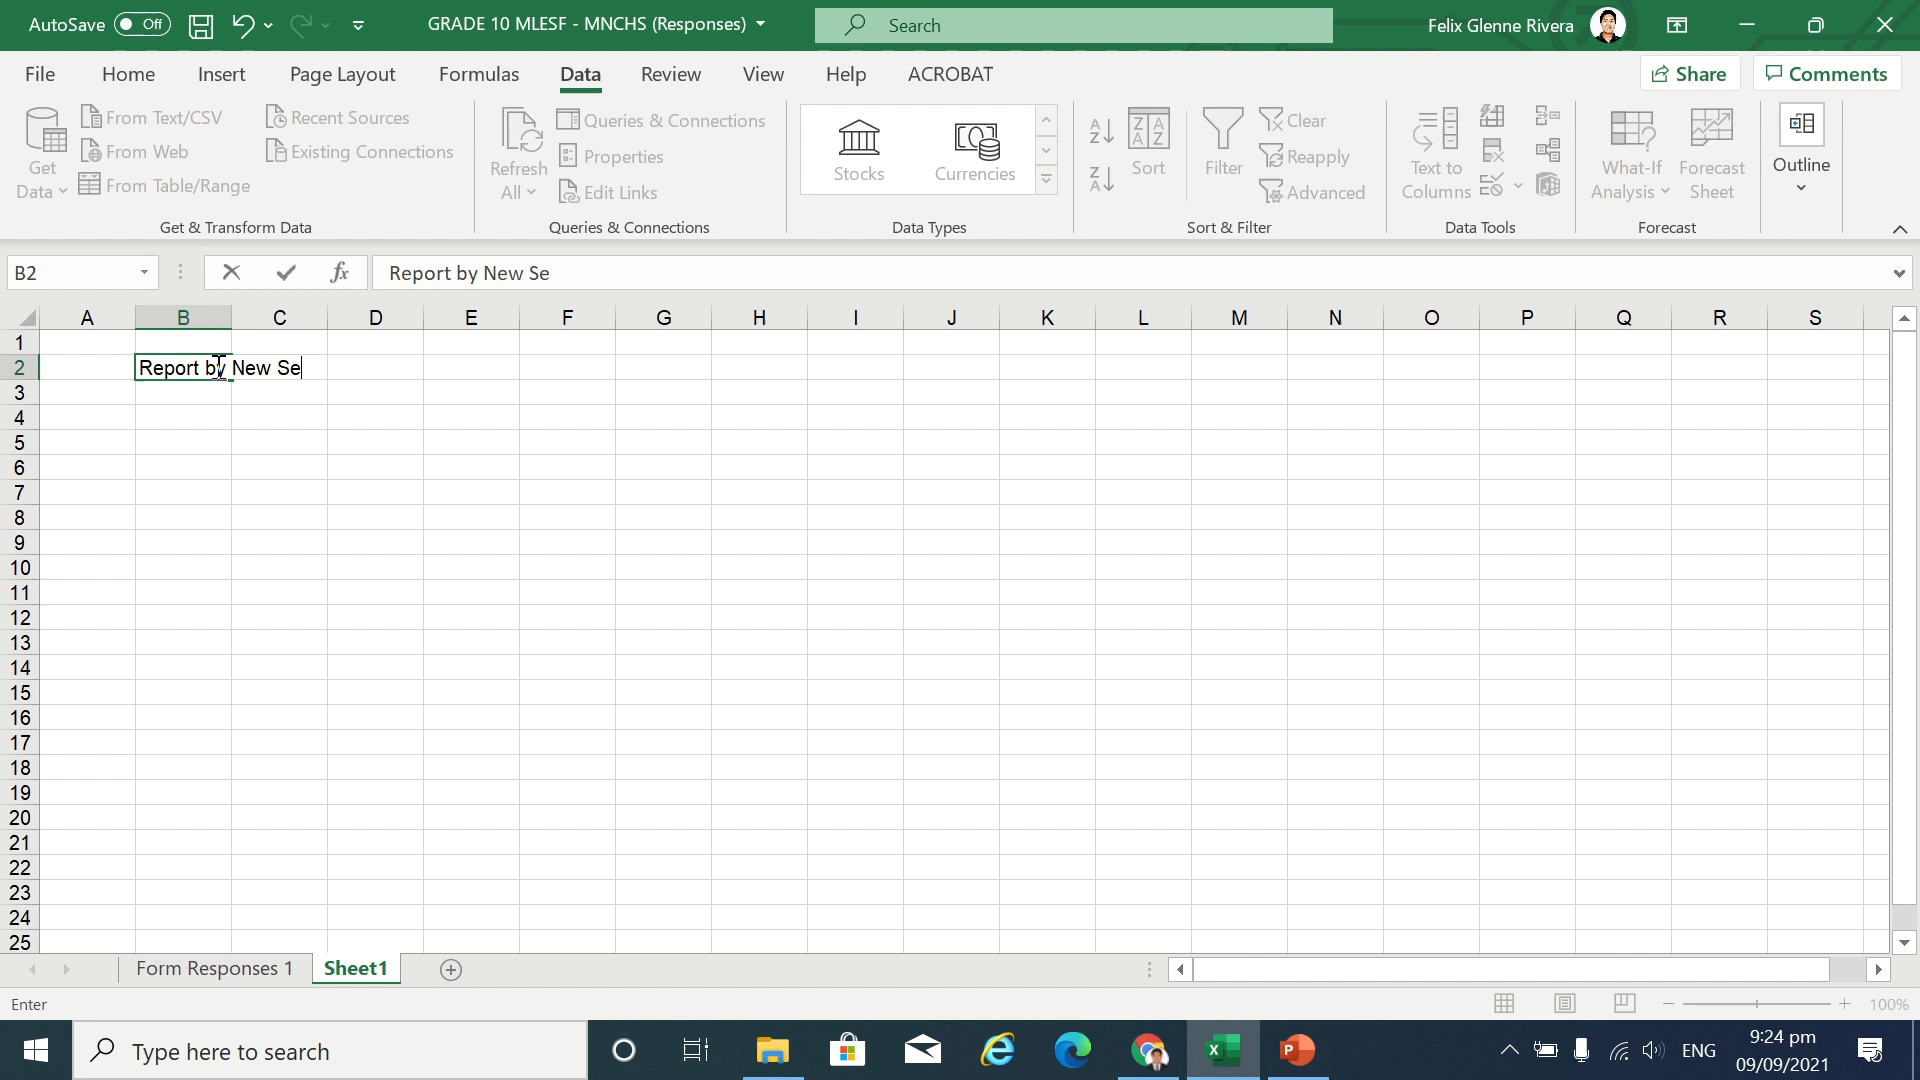 AutoSave Off GRADE 10 MLESF - MNCHS (Responses) Search Felix Glenne Rivera
File Home Insert Page Layout Formulas Data Review View Help ACROBAT Share Comments
Get Data From Text/CSV From Web From Table/Range Recent Sources Existing Connections
Refresh All Queries & Connections Properties Edit Links
Stocks Currencies
A Z Z A Z A A Z Sort Filter Clear Reapply Advanced
Text to Columns
What-If Analysis Forecast Sheet
Outline
Get & Transform Data Queries & Connections Data Types Sort & Filter Data Tools Forecast
B2 fx Report by New Se
A B C D E F G H I J K L M N O P Q R S
1
2 Report by New Se
3
4
5
6
7
8
9
10
11
12
13
14
15
16
17
18
19
20
21
22
23
24
25
Form Responses 1 Sheet1
Enter 100%
Type here to search X P ENG 9:24 pm
09/09/2021